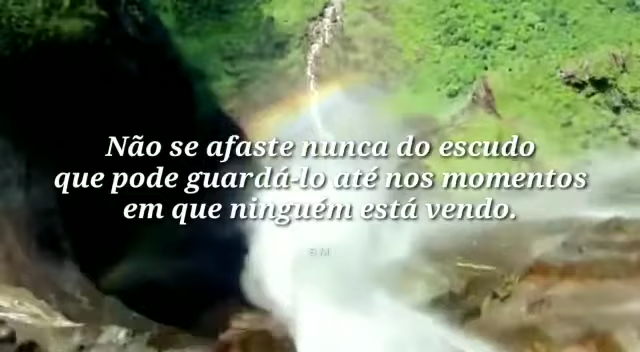 Não se afaste nunca do escudo
que pode guardá-lo até nos momentos
em que ninguém está vendo.